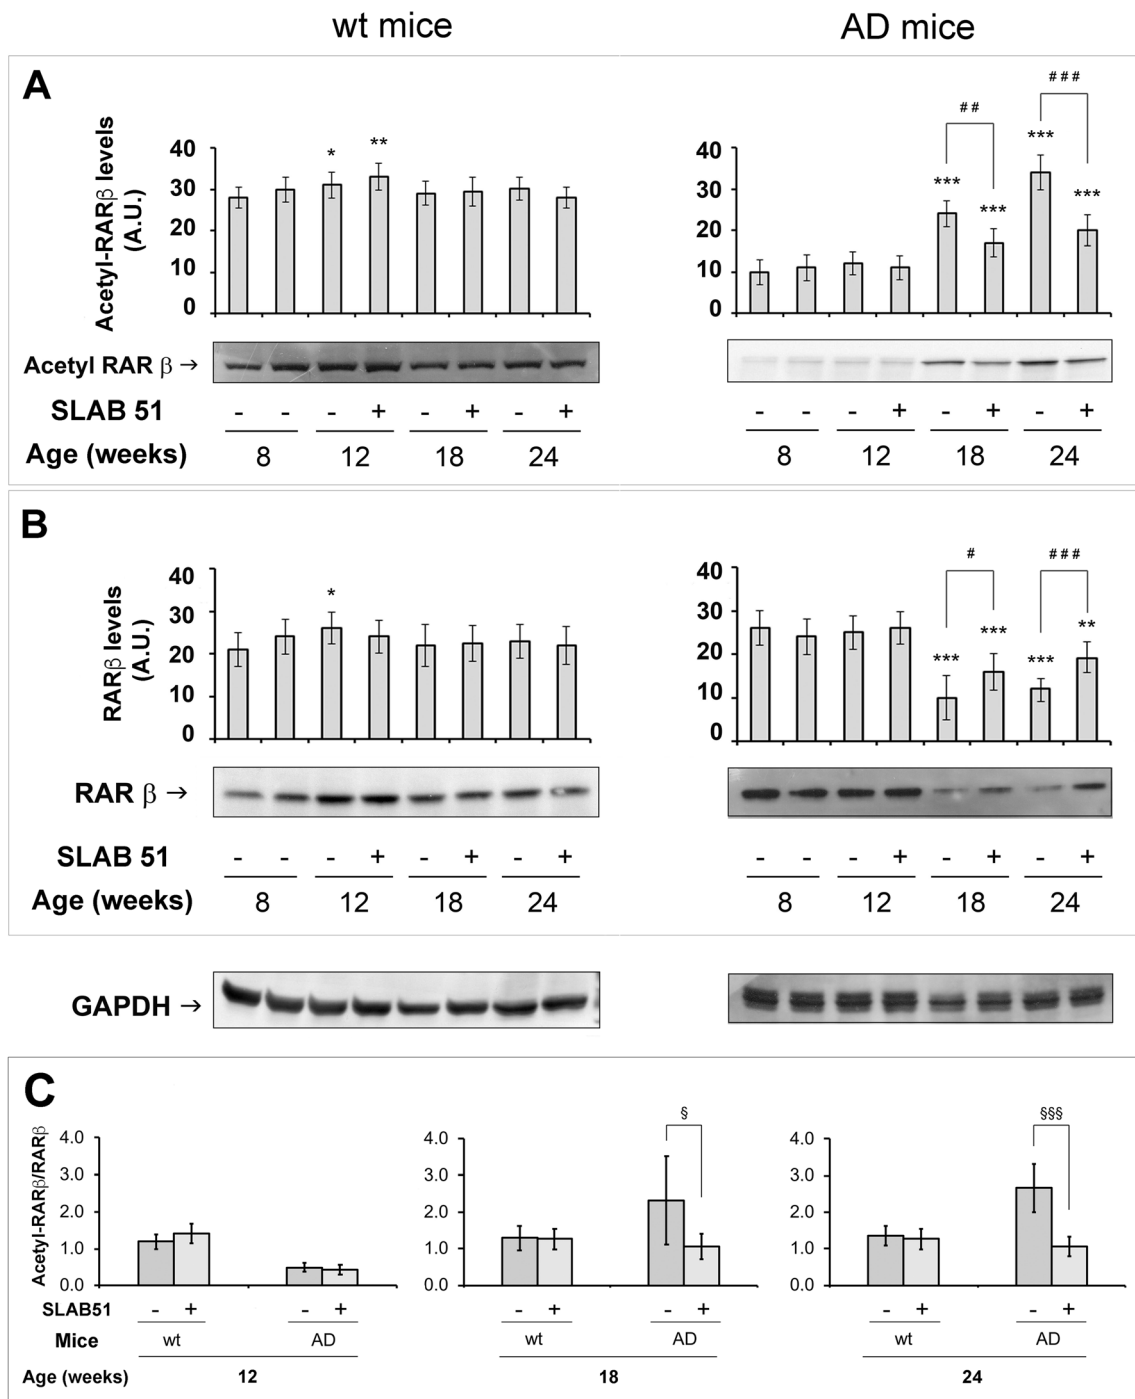 wt mice AD mice
A
Acetyl-RARβ levels
(A.U.)
40
30
20
10
0
* **
40
30
20
10
0
*** *** *** ***
## ###
Acetyl RAR β →
SLAB 51 - - - + - + - + - - - + - + - +
Age (weeks) 8 12 18 24 8 12 18 24
B
RARβ levels
(A.U.)
40
30
20
10
0
*
40
30
20
10
0
*** *** *** **
# ###
RAR β →
SLAB 51 - - - + - + - + - - - + - + - +
Age (weeks) 8 12 18 24 8 12 18 24
GAPDH →
C
Acetyl-RARβ/RARβ
4.0
3.0
2.0
1.0
0.0
4.0
3.0
2.0
1.0
0.0
§
4.0
3.0
2.0
1.0
0.0
§§§
SLAB51 - + - + - + - + - + - +
Mice wt AD wt AD wt AD
Age (weeks) 12 18 24